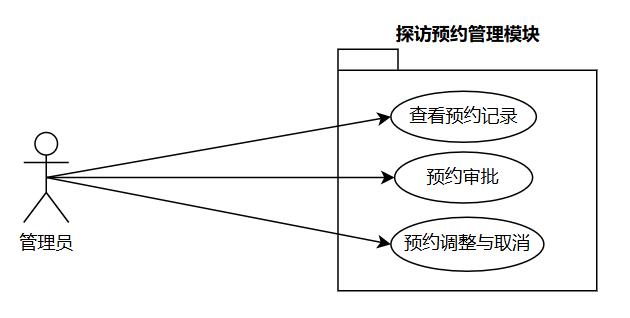 探访预约管理模块
查看预约记录
预约审批
管理员
预约调整与取消